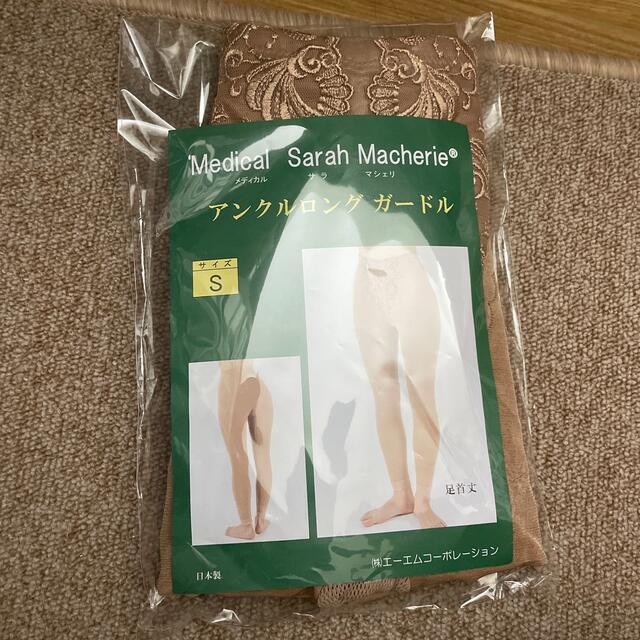 Medical Sarah Macherie®
メディカル サラ マシェリ
アンクルロング ガードル
サイズ
S
足首丈
㈱エーエムコーポレーション
日本製